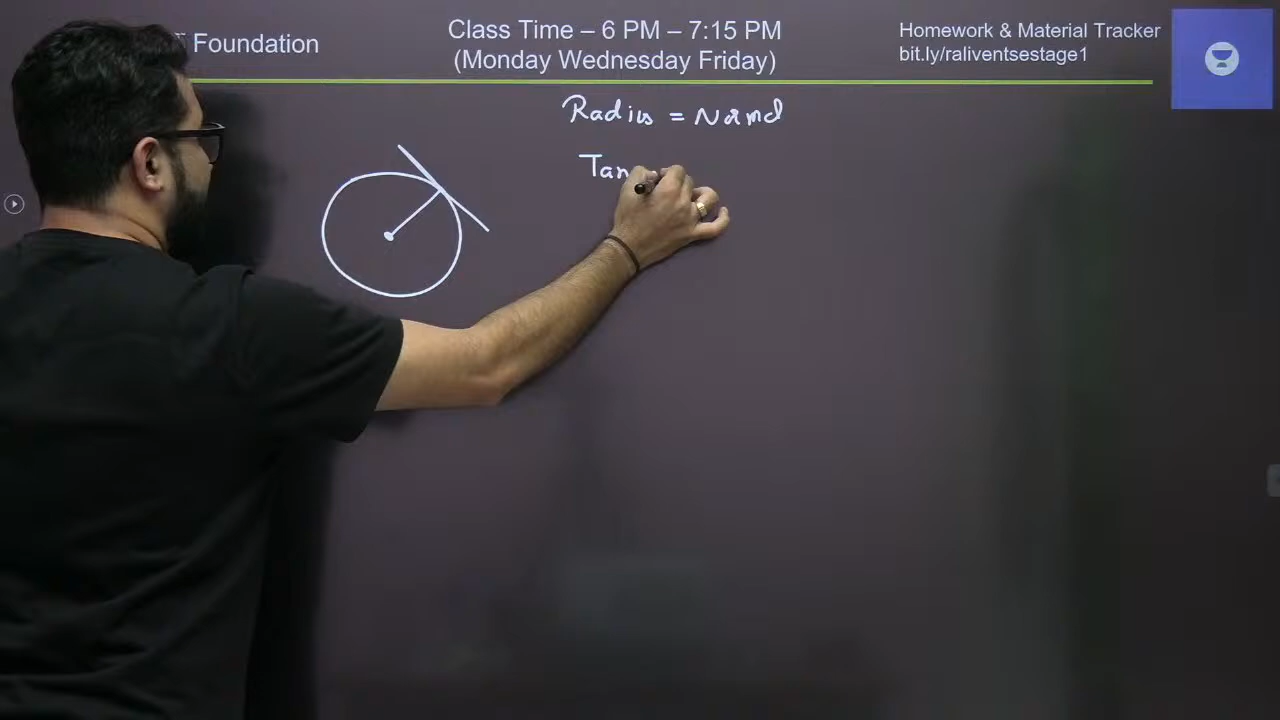 Foundation
Class Time – 6 PM – 7:15 PM
(Monday Wednesday Friday)
Homework & Material Tracker
bit.ly/raliventsestage1
Radius =
Tan